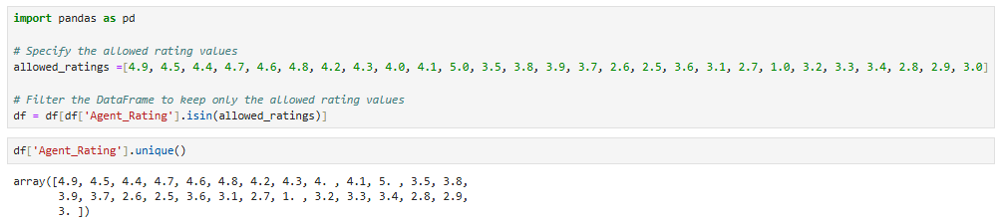 import pandas as pd
# Specify the allowed rating values
allowed_ratings =[4.9, 4.5, 4.4, 4.7, 4.6, 4.8, 4.2, 4.3, 4.0, 4.1, 5.0, 3.5, 3.8, 3.9, 3.7, 2.6, 2.5, 3.6, 3.1, 2.7, 1.0, 3.2, 3.3, 3.4, 2.8, 2.9, 3.0]
# Filter the DataFrame to keep only the allowed rating values
df = df[df['Agent_Rating'].isin(allowed_ratings)]
df['Agent_Rating'].unique()
array([4.9, 4.5, 4.4, 4.7, 4.6, 4.8, 4.2, 4.3, 4. , 4.1, 5. , 3.5, 3.8,
3.9, 3.7, 2.6, 2.5, 3.6, 3.1, 2.7, 1. , 3.2, 3.3, 3.4, 2.8, 2.9,
3. ])